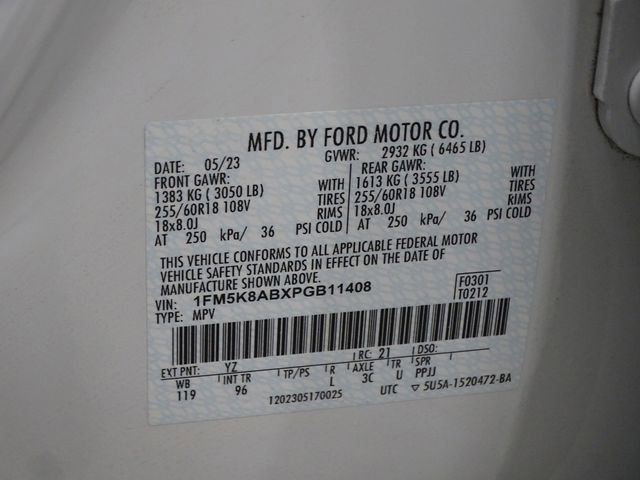 MFD. BY FORD MOTOR CO.
DATE: 05/23 GVWR: 2932 KG ( 6465 LB)
FRONT GAWR: REAR GAWR:
1383 KG ( 3050 LB) WITH 1613 KG ( 3555 LB) WITH
255/60R18 108V TIRES 255/60R18 108V TIRES
18x8.0J RIMS 18x8.0J RIMS
AT 250 kPa/ 36 PSI COLD AT 250 kPa/ 36 PSI COLD
THIS VEHICLE CONFORMS TO ALL APPLICABLE FEDERAL MOTOR
VEHICLE SAFETY STANDARDS IN EFFECT ON THE DATE OF
MANUFACTURE SHOWN ABOVE.
VIN: 1FM5K8ABXPGB11408 F0301
TYPE: MPV T0212
EXT PNT: YZ RC: 21 DSO:
WB INT TR TP/PS R AXLE TR SPR
119 96 L 3C U PPJJ
1202305170025 UTC ▽ 5U5A-1520472-BA